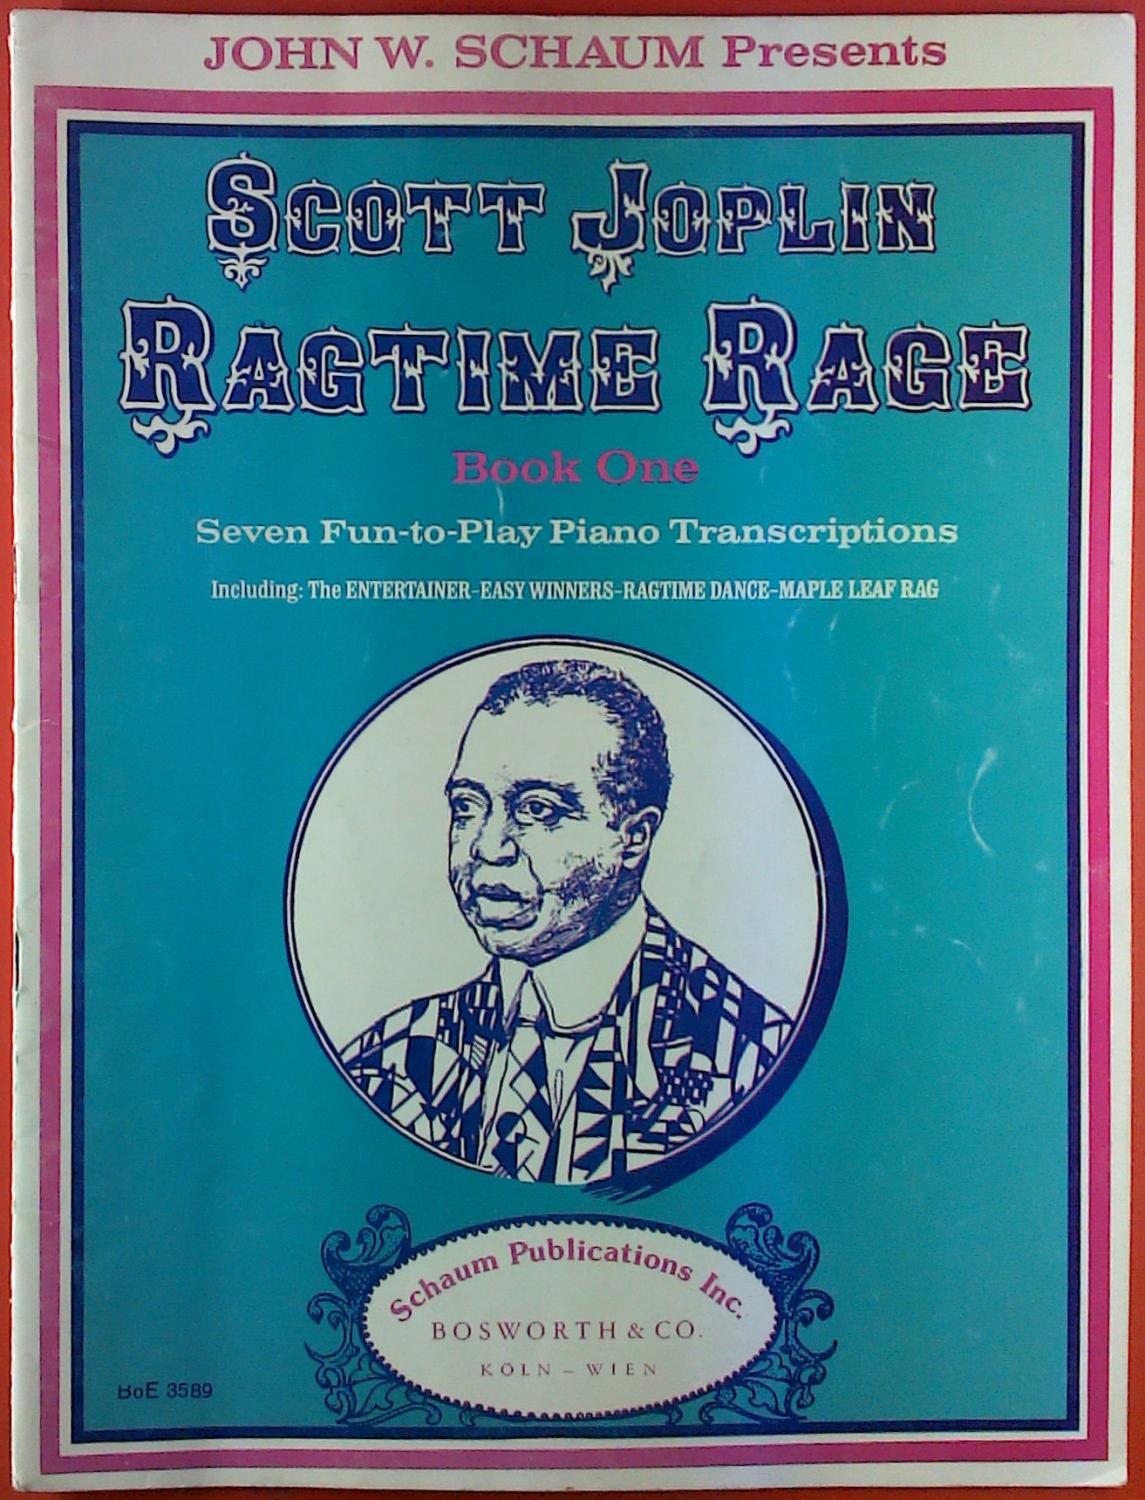 JOHN W. SCHAUM Presents
SCOTT JOPLIN
RAGTIME RAGE
Book One
Seven Fun-to-Play Piano Transcriptions
Including: The ENTERTAINER-EASY WINNERS-RAGTIME DANCE-MAPLE LEAF RAG
Schaum Publications Inc.
BOSWORTH & CO.
KÖLN – WIEN
BoE 3589